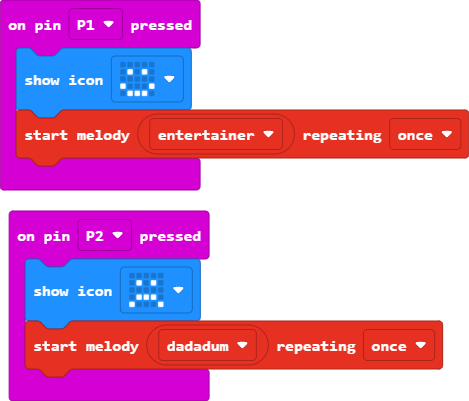 on pin P1 pressed
show icon
start melody entertainer repeating once
on pin P2 pressed
show icon
start melody dadadum repeating once